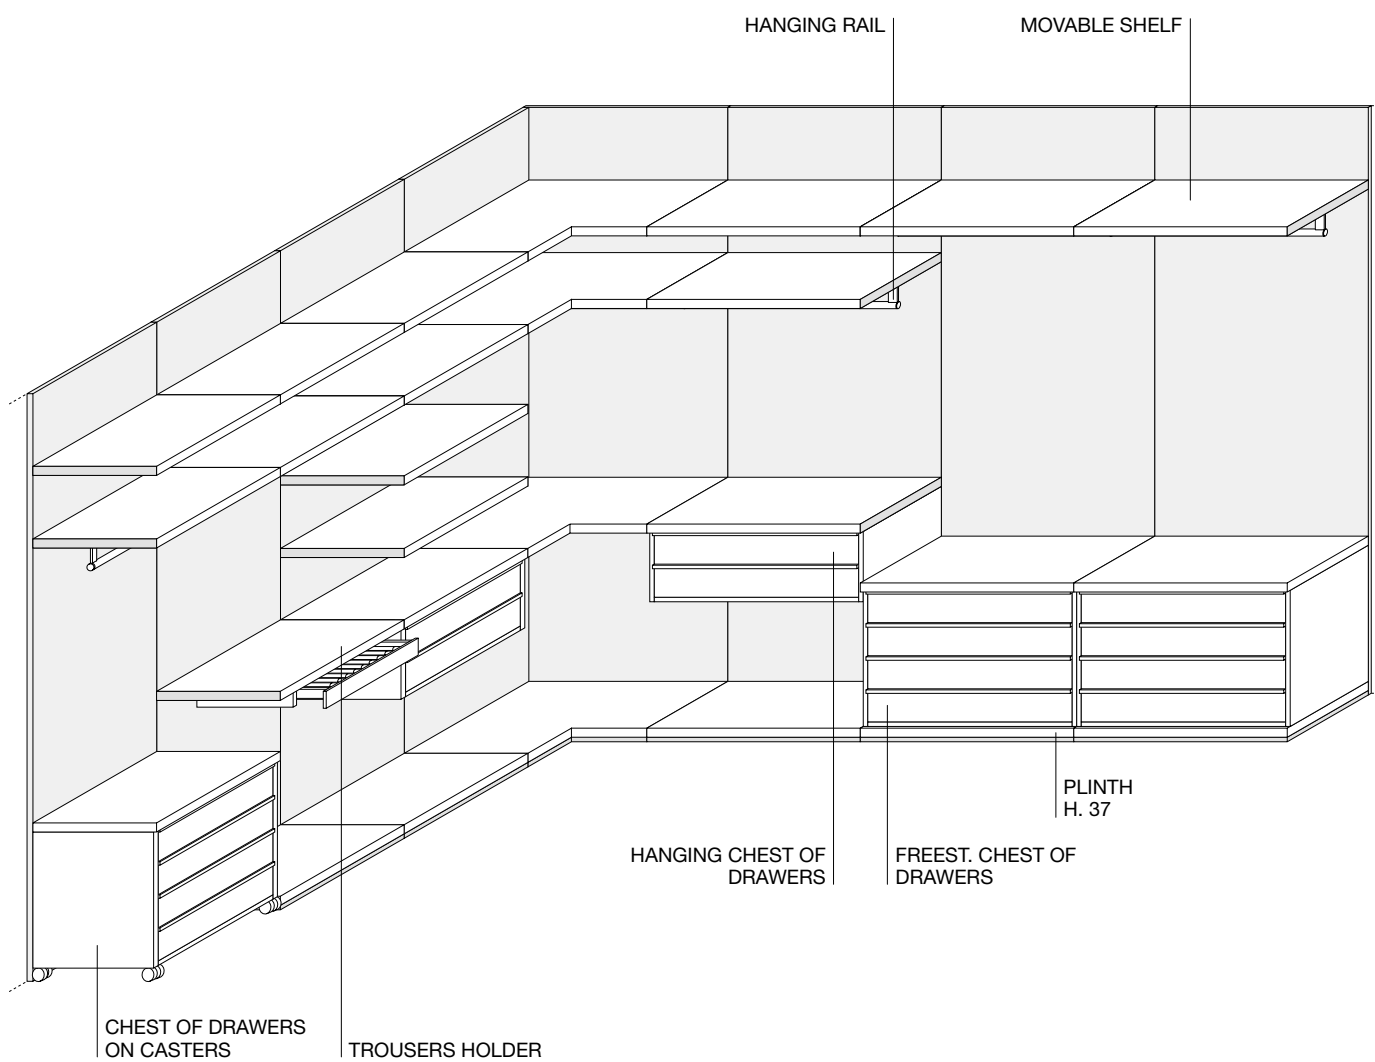 HANGING RAIL
MOVABLE SHELF
PLINTH
H. 37
HANGING CHEST OF
DRAWERS
FREEST. CHEST OF
DRAWERS
CHEST OF DRAWERS
ON CASTERS
TROUSERS HOLDER